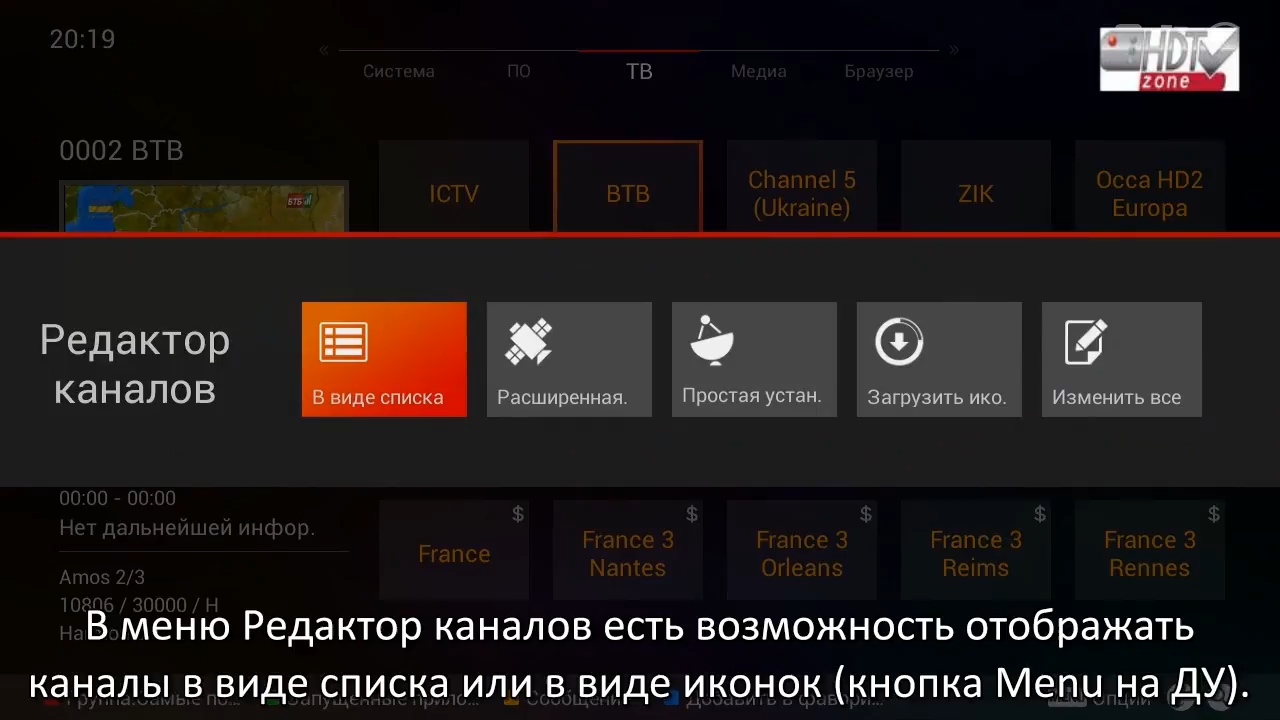 20:19
Система ПО ТВ Медиа Браузер
HDTV
zone
0002 ВТВ
БТБ
ICTV
ВТВ
Channel 5
(Ukraine)
ZIK
Occa HD2
Europa
Редактор
каналов
В виде списка
Расширенная.
Простая устан.
Загрузить ико.
Изменить все
00:00 - 00:00
Нет дальнейшей инфор.
Amos 2/3
10806 / 30000 / H
$
France
$
France 3
Nantes
$
France 3
Orleans
$
France 3
Reims
$
France 3
Rennes
В меню Редактор каналов есть возможность отображать
каналы в виде списка или в виде иконок (кнопка Menu на ДУ).